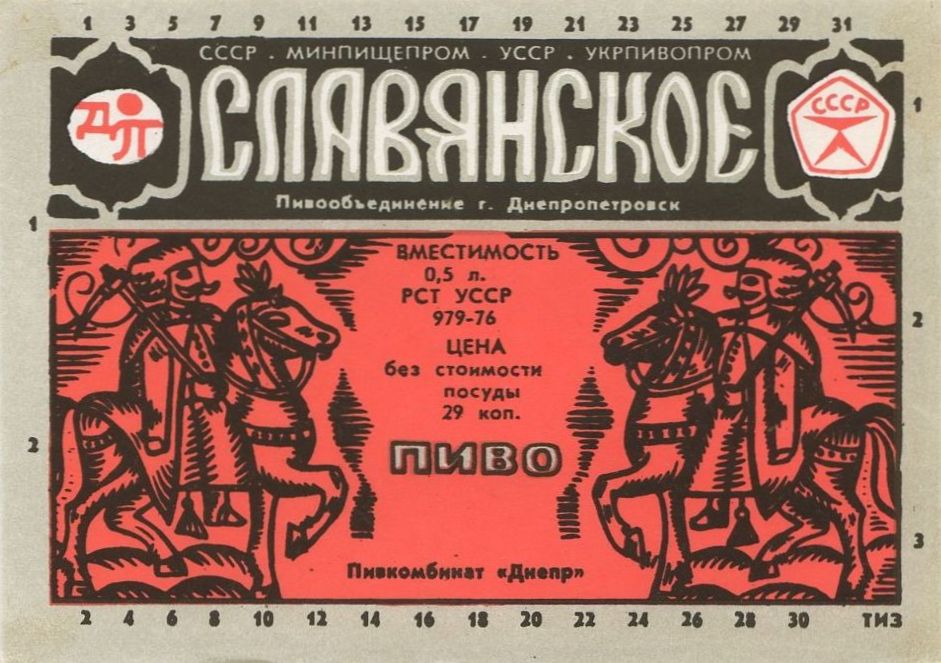 1 3 5 7 9 11 13 15 17 19 21 23 25 27 29 31
СССР · МИНПИЩЕПРОМ · УССР · УКРПИВОПРОМ
СЛАВЯНСКОЕ
ДП
СССР
1
Пивообъединение г. Днепропетровск
1
ВМЕСТИМОСТЬ
0,5 л.
РСТ УССР
979-76
2
ЦЕНА
без стоимости
посуды
29 коп.
2
ПИВО
3
Пивкомбинат «Днепр»
2 4 6 8 10 12 14 16 18 20 22 24 26 28 30 ТИЗ